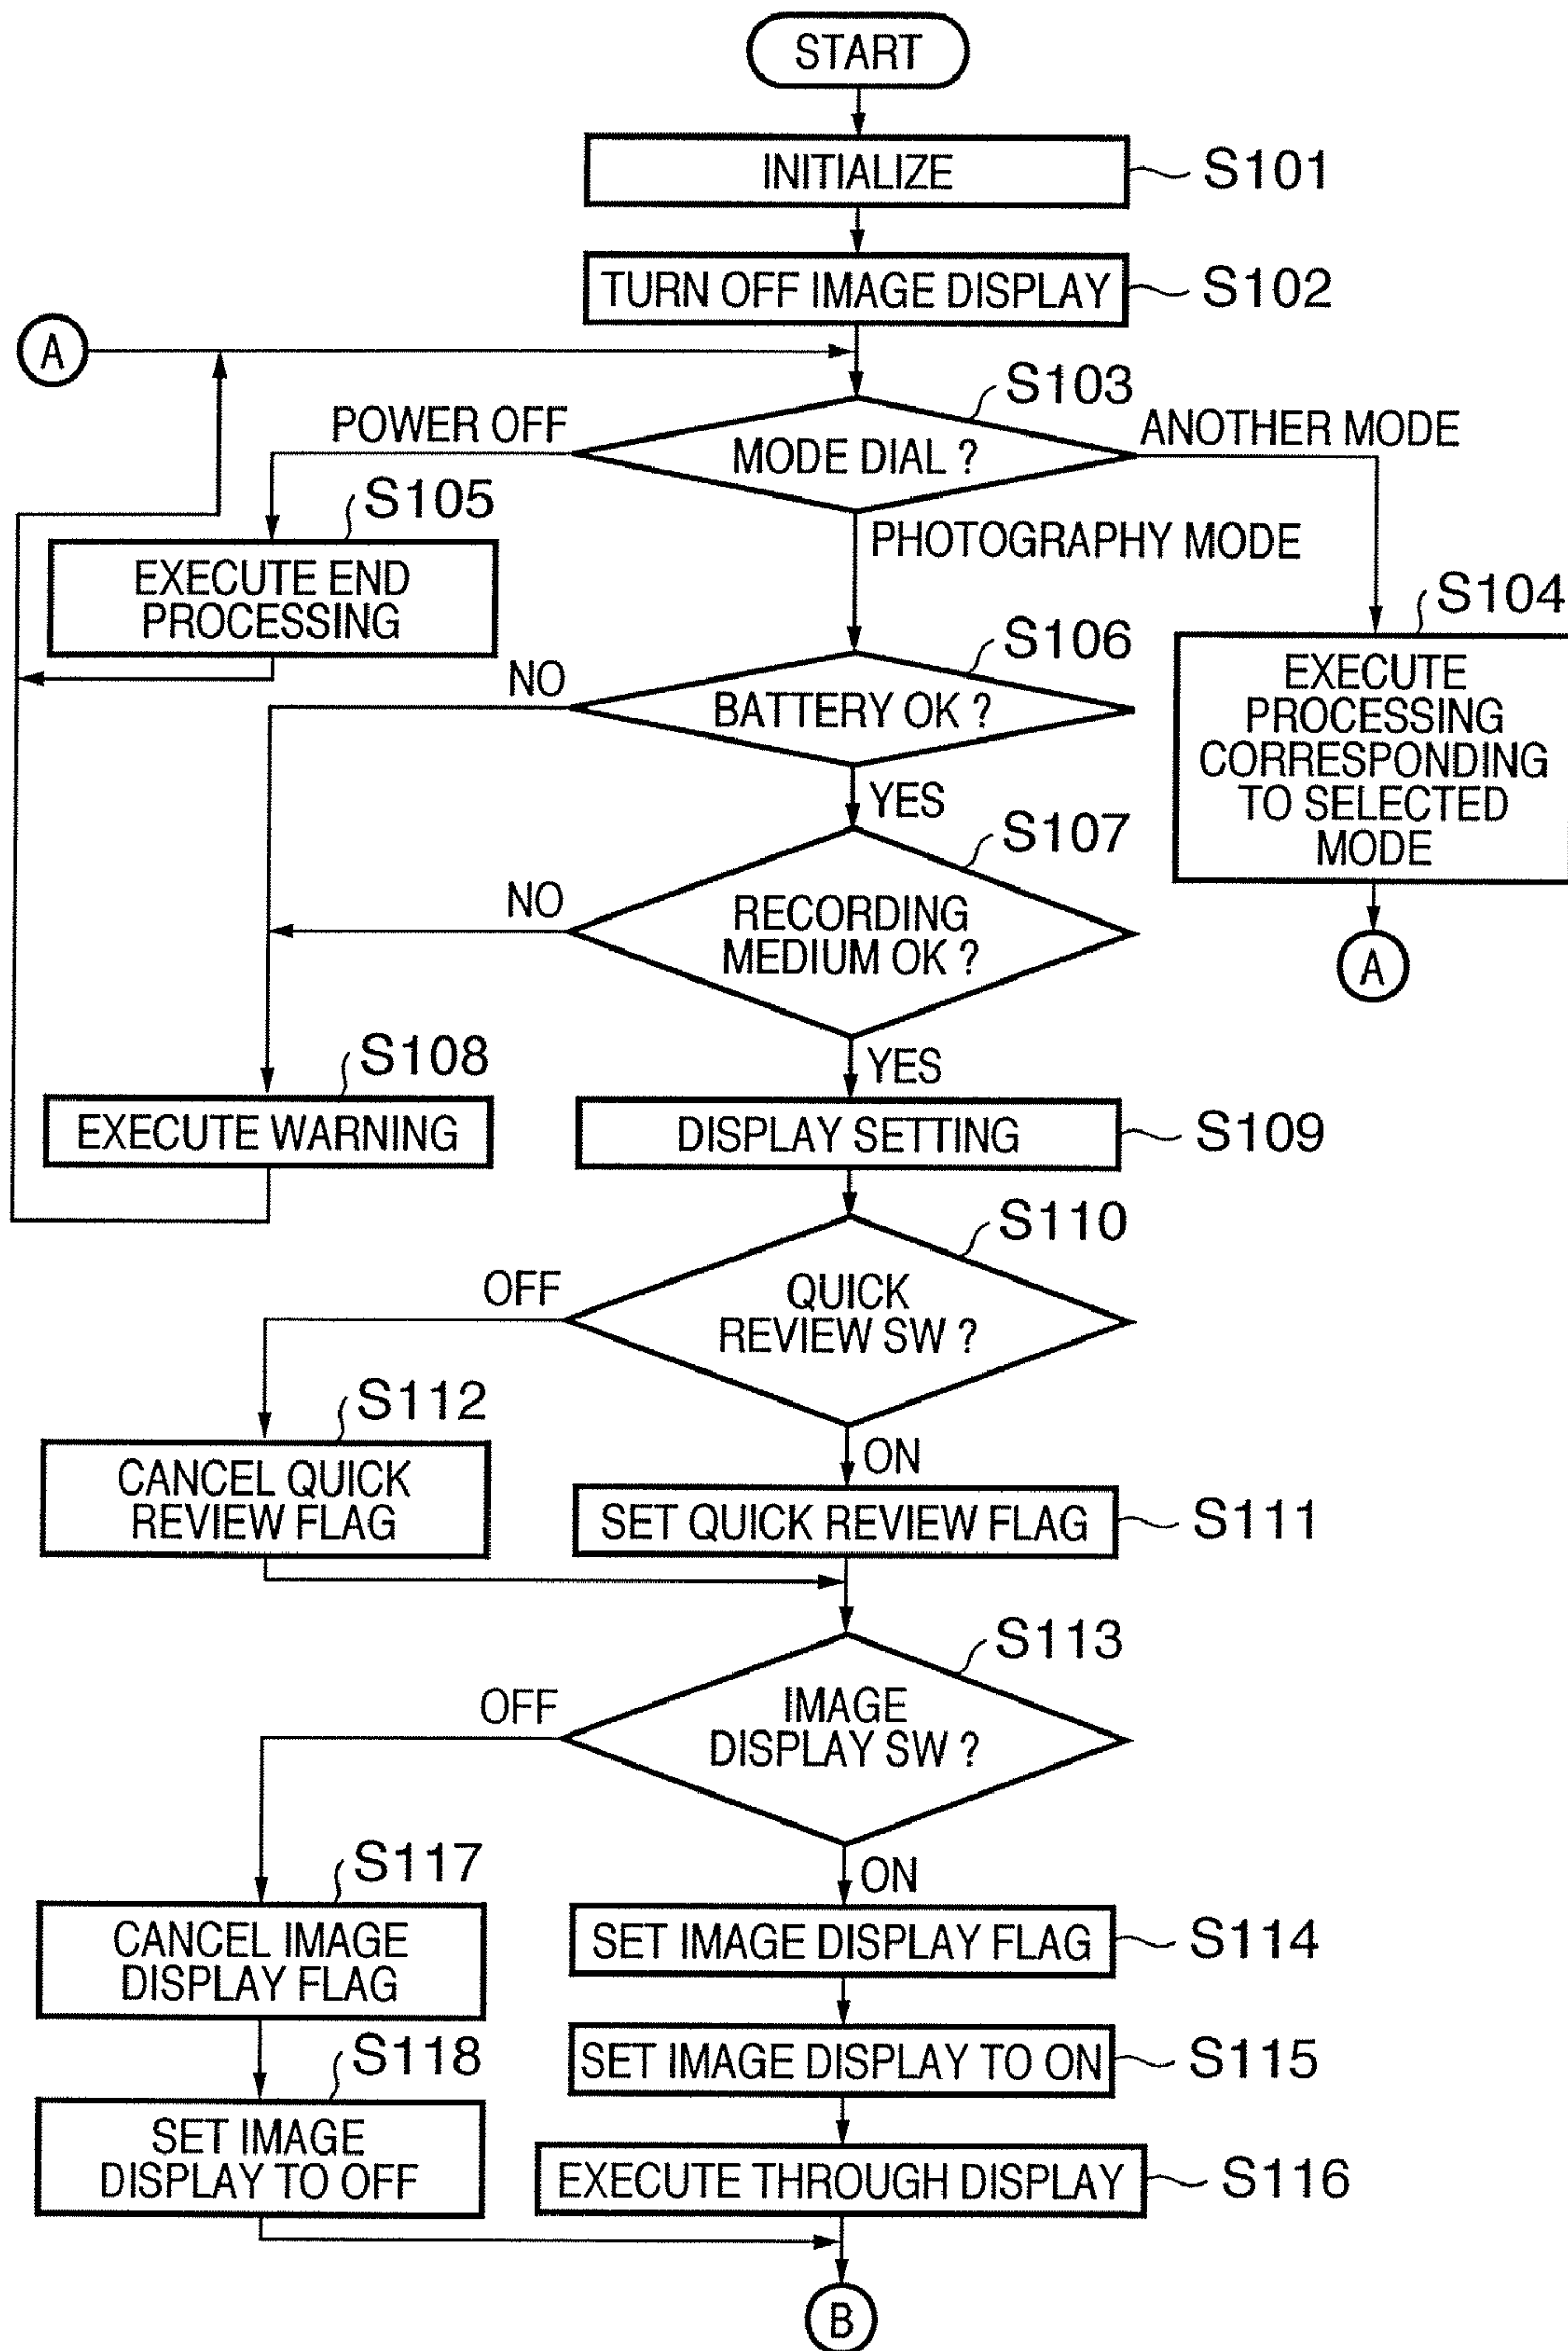 START
INITIALIZE
S101
TURN OFF IMAGE DISPLAY
S102
A
S103
POWER OFF
MODE DIAL ?
ANOTHER MODE
S105
PHOTOGRAPHY MODE
EXECUTE END
PROCESSING
S104
EXECUTE
PROCESSING
CORRESPONDING
TO SELECTED
MODE
A
S106
NO
BATTERY OK ?
YES
S107
NO
RECORDING
MEDIUM OK ?
YES
S108
EXECUTE WARNING
DISPLAY SETTING
S109
S110
OFF
QUICK
REVIEW SW ?
ON
S112
CANCEL QUICK
REVIEW FLAG
SET QUICK REVIEW FLAG
S111
S113
OFF
IMAGE
DISPLAY SW ?
ON
S117
CANCEL IMAGE
DISPLAY FLAG
SET IMAGE DISPLAY FLAG
S114
S118
SET IMAGE
DISPLAY TO OFF
SET IMAGE DISPLAY TO ON
S115
EXECUTE THROUGH DISPLAY
S116
B